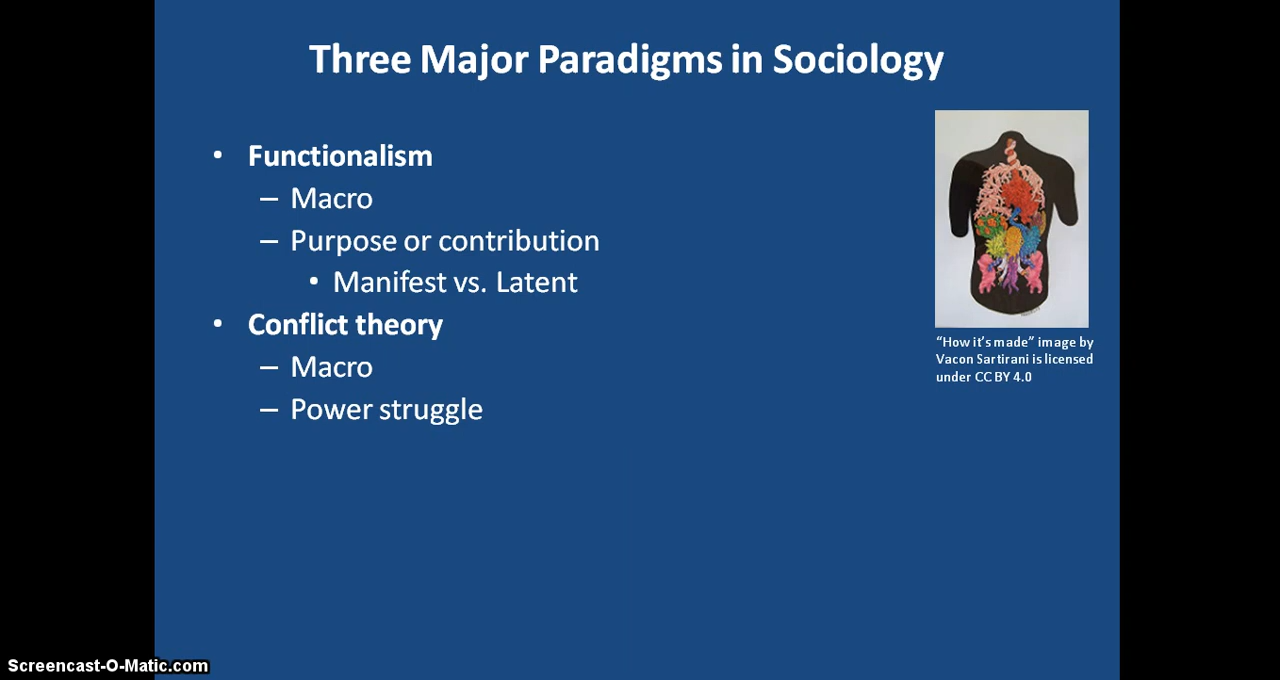 Three Major Paradigms in Sociology
• Functionalism
– Macro
– Purpose or contribution
• Manifest vs. Latent
• Conflict theory
– Macro
– Power struggle
“How it’s made” image by
Vacon Sartirani is licensed
under CC BY 4.0
Screencast-O-Matic.com